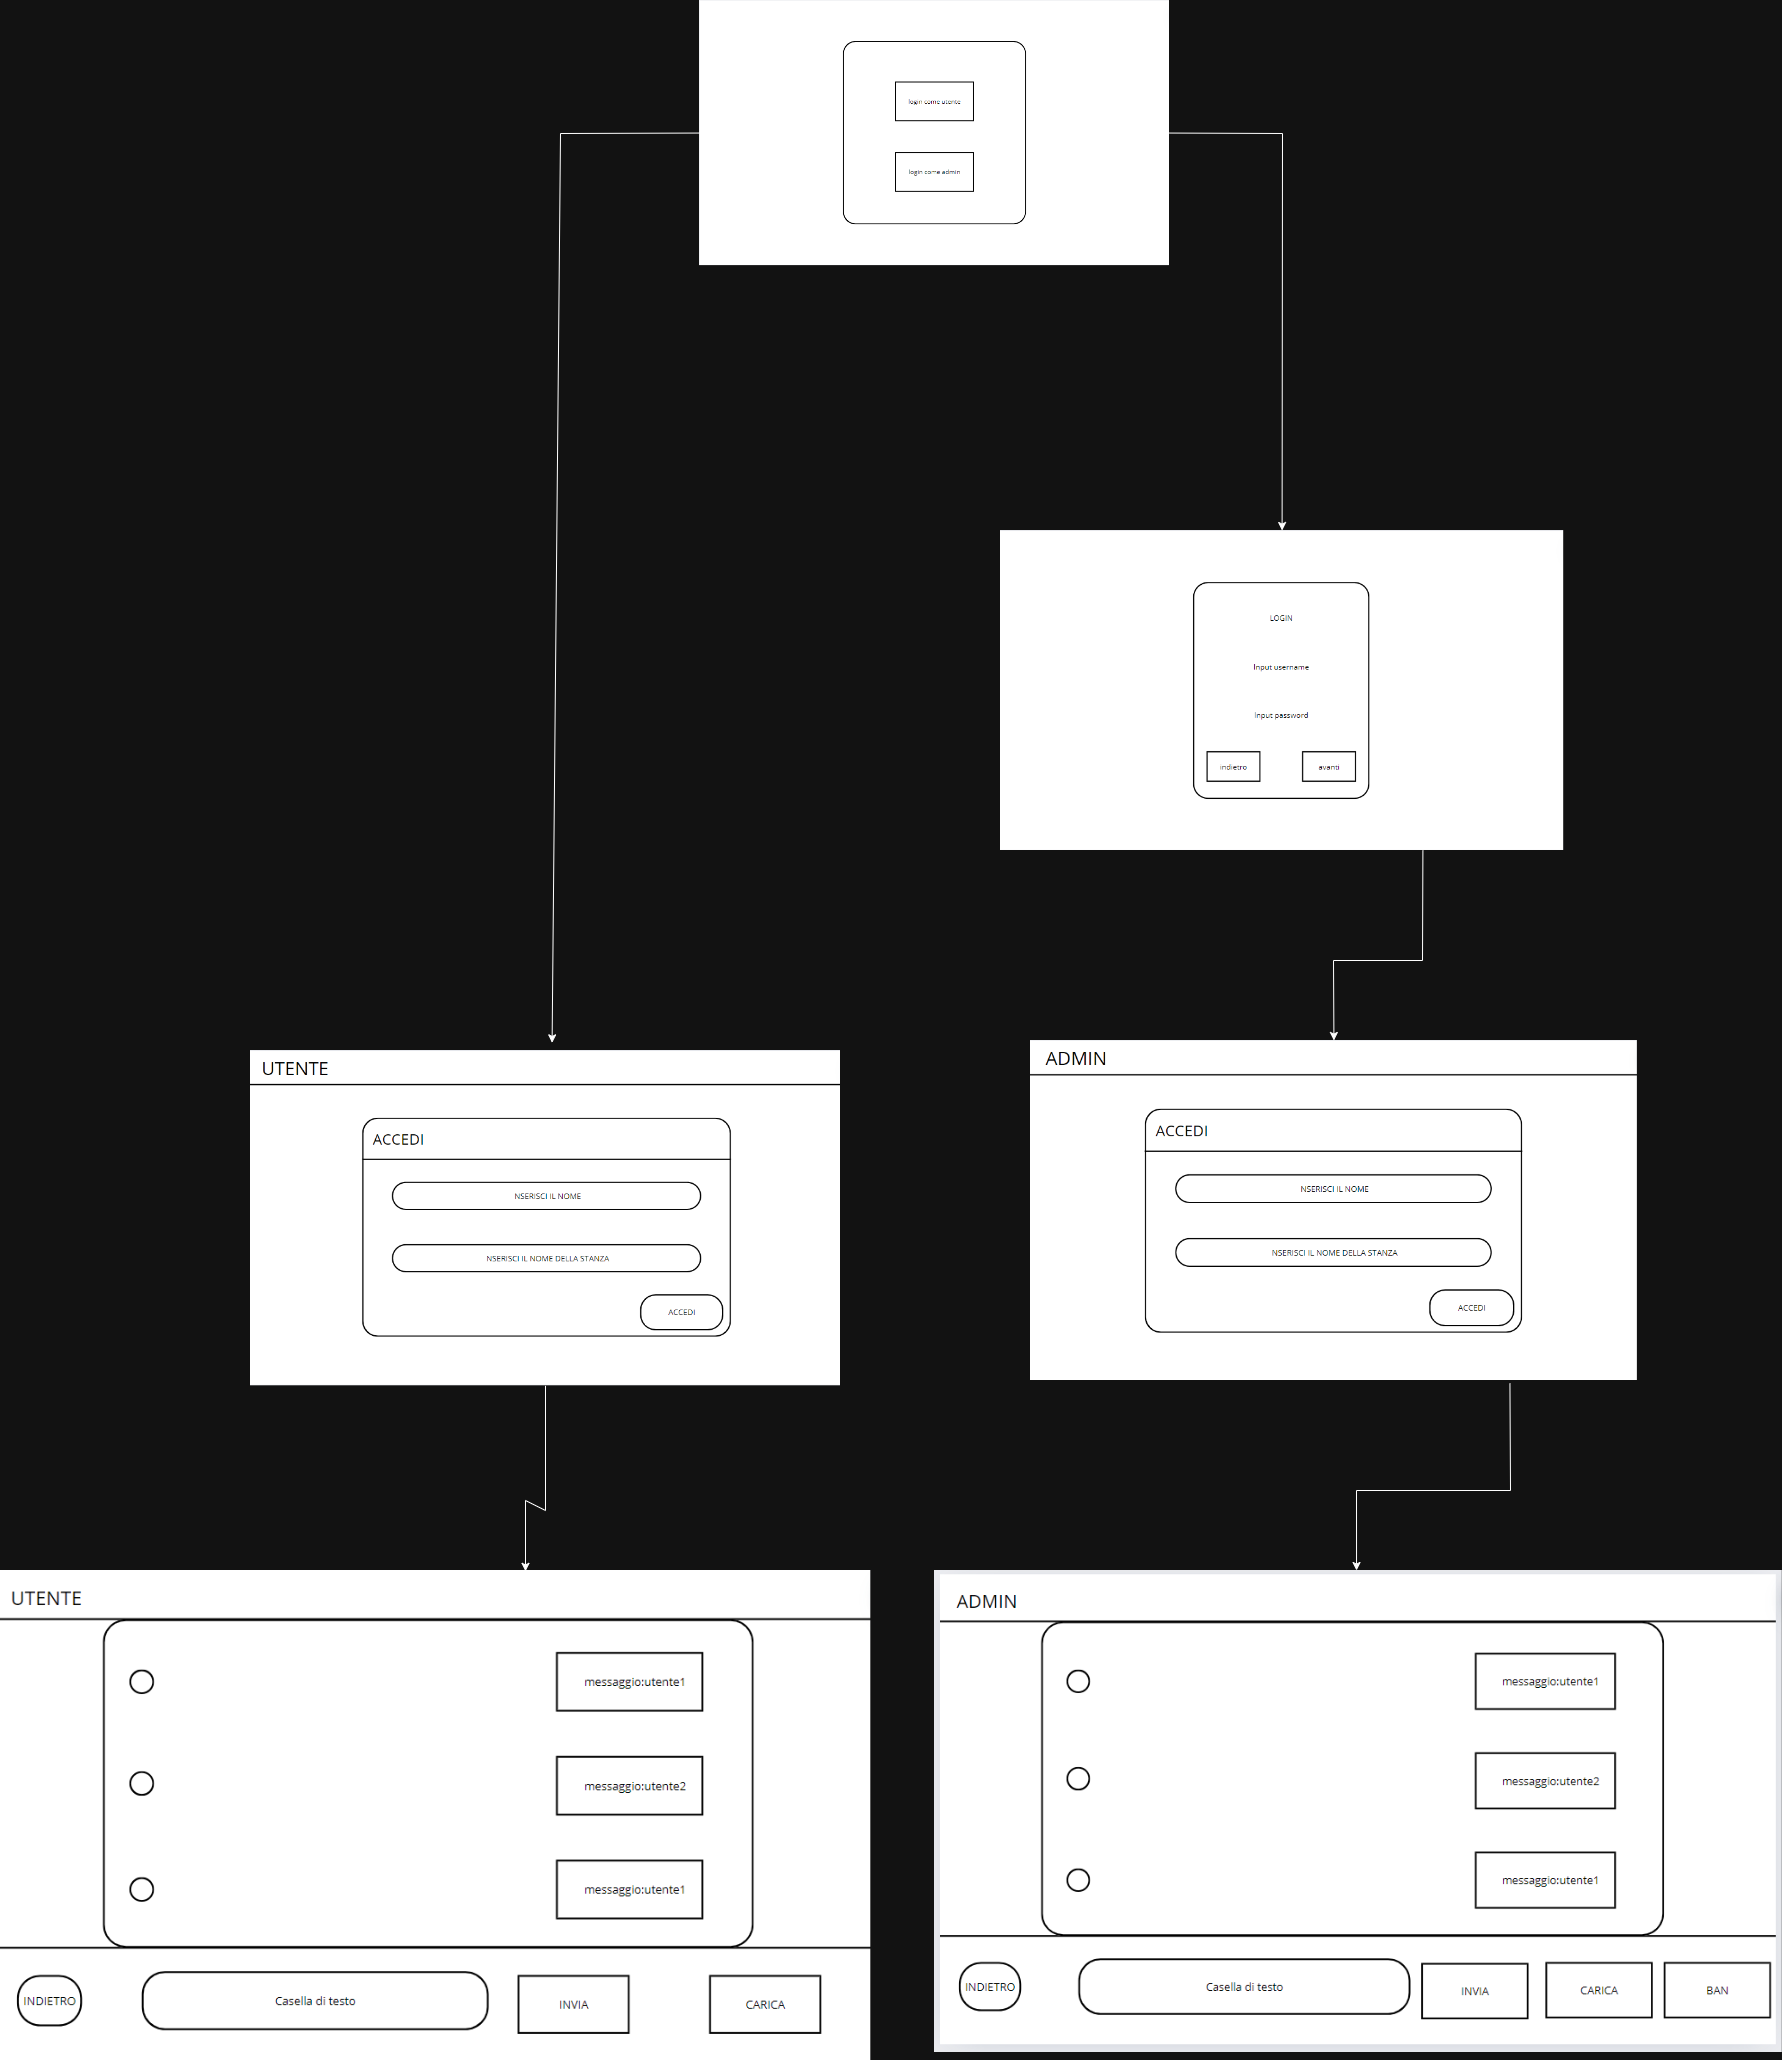 login come utente
login come admin
LOGIN
Input username
Input password
indietro
avanti
UTENTE
ACCEDI
NSERISCI IL NOME
NSERISCI IL NOME DELLA STANZA
ACCEDI
ADMIN
ACCEDI
NSERISCI IL NOME
NSERISCI IL NOME DELLA STANZA
ACCEDI
UTENTE
messaggio:utente1
messaggio:utente2
messaggio:utente1
INDIETRO
Casella di testo
INVIA
CARICA
ADMIN
messaggio:utente1
messaggio:utente2
messaggio:utente1
INDIETRO
Casella di testo
INVIA
CARICA
BAN